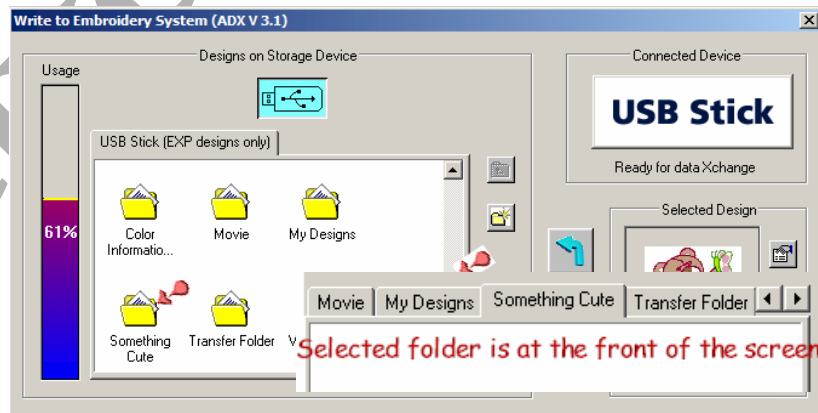 Write to Embroidery System (ADX V 3.1)
Designs on Storage Device
Connected Device
Usage
USB Stick
USB Stick (EXP designs only)
Ready for data Xchange
61%
Color
Informatio...
Movie
My Designs
Selected Design
Something
Cute
Transfer Folder
Movie
My Designs
Something Cute
Transfer Folder
Selected folder is at the front of the screen